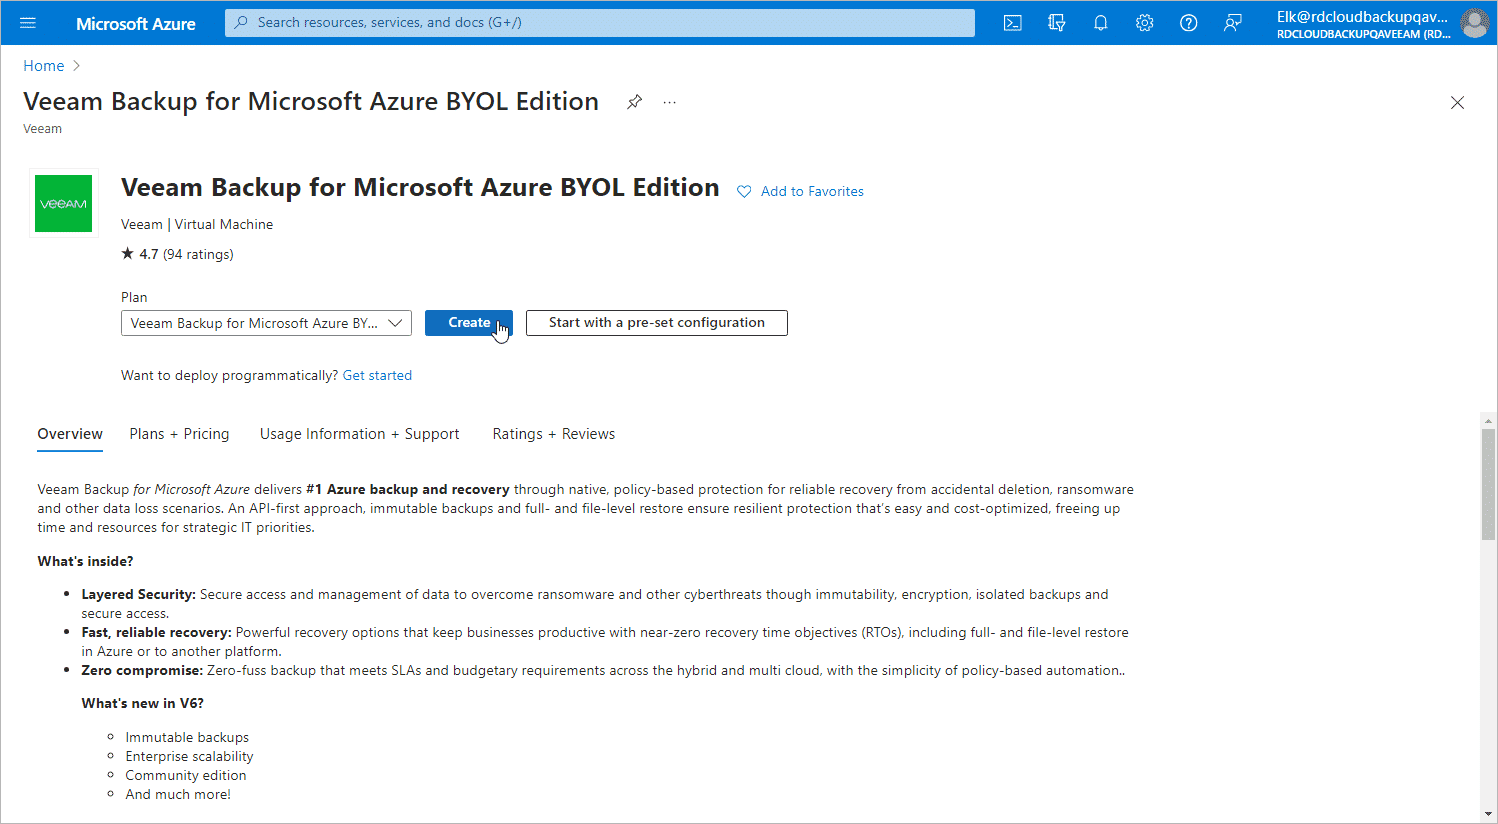 Microsoft Azure
Search resources, services, and docs (G+/)
Elk@rdcloudbackupqav...
RDCLOUDBACKUPQAVEEAM (RD...
Home
Veeam Backup for Microsoft Azure BYOL Edition
...
Veeam
VEEAM
Veeam Backup for Microsoft Azure BYOL Edition
Add to Favorites
Veeam | Virtual Machine
★ 4.7 (94 ratings)
Plan
Veeam Backup for Microsoft Azure BY...
Create
Start with a pre-set configuration
Want to deploy programmatically? Get started
Overview
Plans + Pricing
Usage Information + Support
Ratings + Reviews
Veeam Backup for Microsoft Azure delivers #1 Azure backup and recovery through native, policy-based protection for reliable recovery from accidental deletion, ransomware
and other data loss scenarios. An API-first approach, immutable backups and full- and file-level restore ensure resilient protection that's easy and cost-optimized, freeing up
time and resources for strategic IT priorities.
What's inside?
• Layered Security: Secure access and management of data to overcome ransomware and other cyberthreats though immutability, encryption, isolated backups and
secure access.
• Fast, reliable recovery: Powerful recovery options that keep businesses productive with near-zero recovery time objectives (RTOs), including full- and file-level restore
in Azure or to another platform.
• Zero compromise: Zero-fuss backup that meets SLAs and budgetary requirements across the hybrid and multi cloud, with the simplicity of policy-based automation..
What's new in V6?
○ Immutable backups
○ Enterprise scalability
○ Community edition
○ And much more!